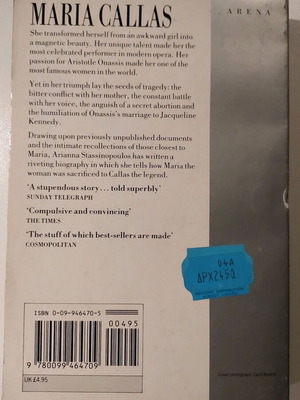 MARIA CALLAS
ARENA
She transformed herself from an awkward girl into
a magnetic beauty. Her unique talent made her the
most celebrated performer in modern opera. Her
passion for Aristotle Onassis made her one of the
most famous women in the world.
Yet in her triumph lay the seeds of tragedy: the
bitter conflict with her mother, the constant battle
with her voice, the anguish of a secret abortion and
the humiliation of Onassis's marriage to Jacqueline
Kennedy.
Drawing upon previously unpublished documents
and the intimate recollections of those closest to
Maria, Arianna Stassinopoulos has written a
riveting biography in which she tells how Maria the
woman was sacrificed to Callas the legend.
'A stupendous story... told superbly'
SUNDAY TELEGRAPH
'Compulsive and convincing'
THE TIMES
'The stuff of which best-sellers are made'
COSMOPOLITAN
04A
ΔΡΧ2450
ISBN 0-09-946470-5
00495
9 780099 464709
UK £4.95